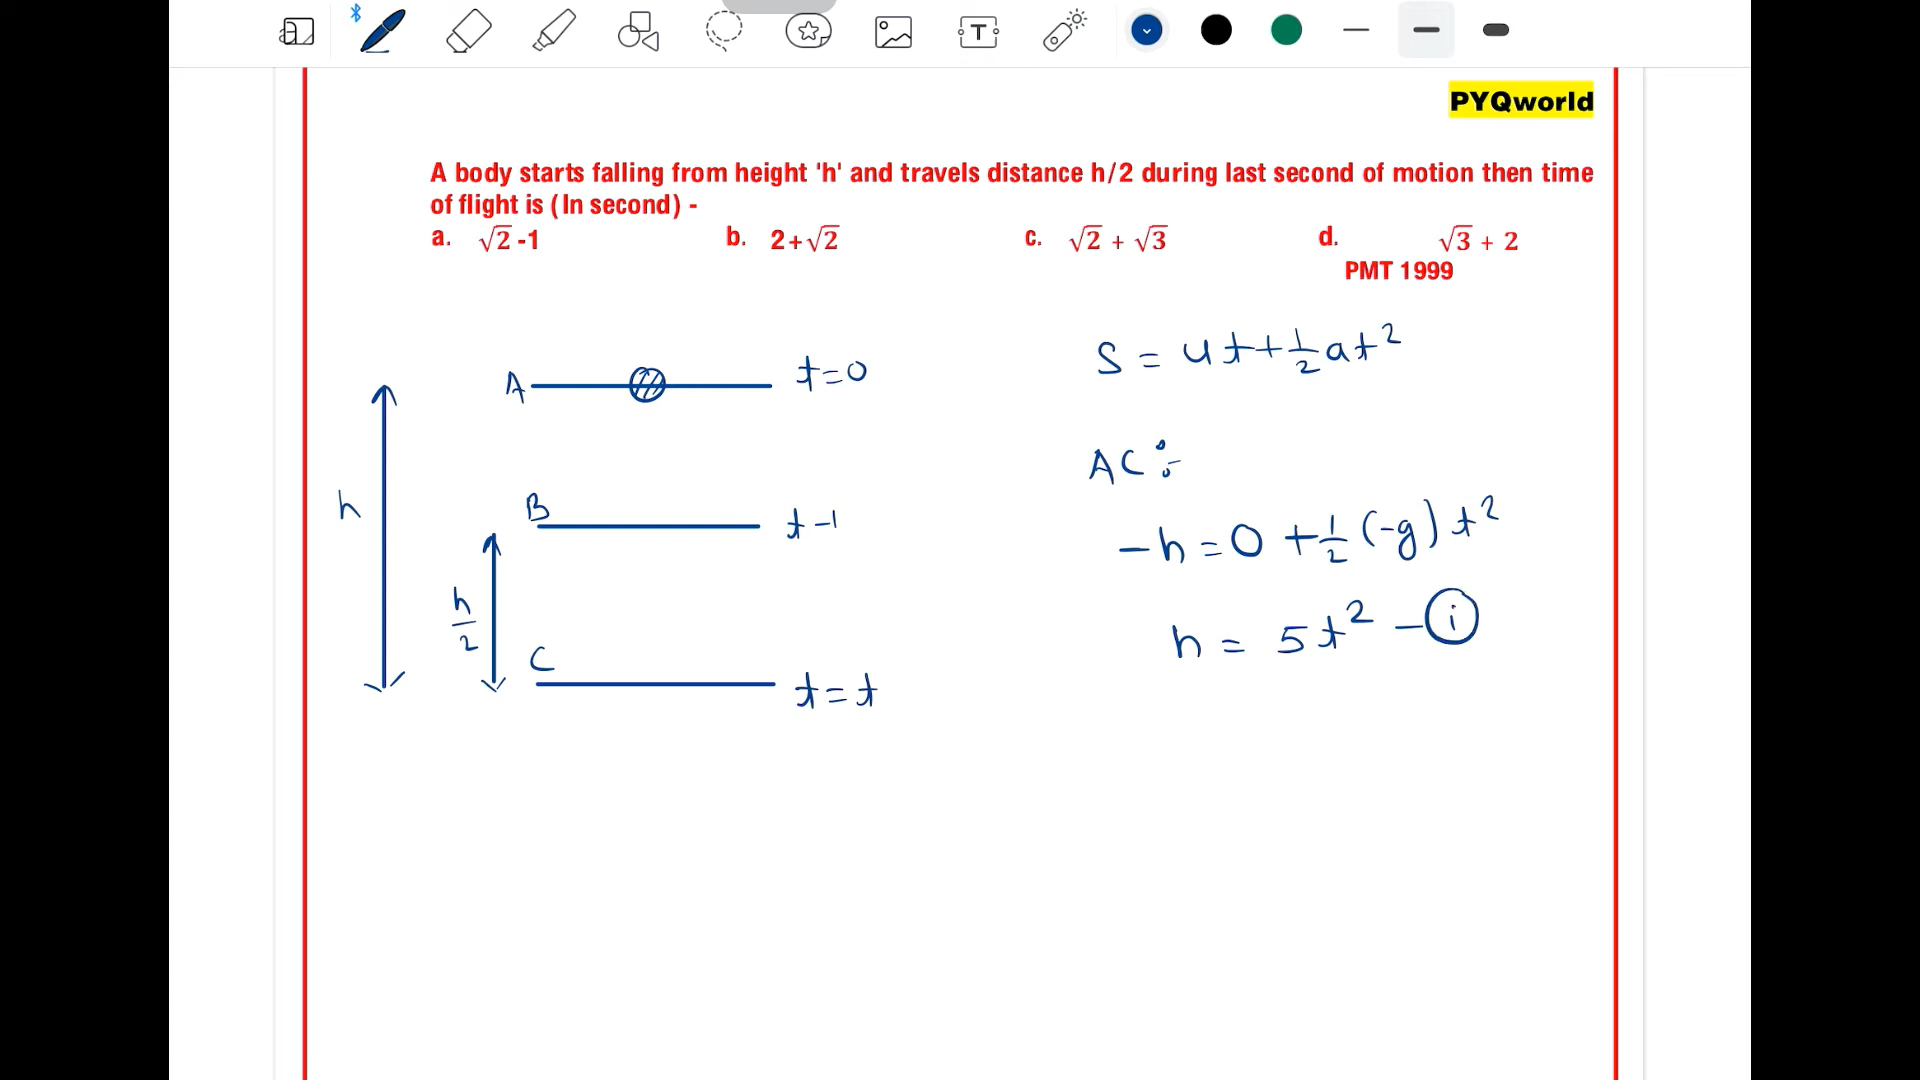 PYQworld
A body starts falling from height 'h' and travels distance h/2 during last second of motion then time
of flight is (In second) -
a. √2 -1 b. 2+√2 c. √2 + √3 d. √3 + 2
PMT 1999
A t=0
h
B t-1
h/2
C t=t
S = ut+1/2at²
AC :-
-h = 0 + 1/2 (-g) t²
h = 5t² - (i)